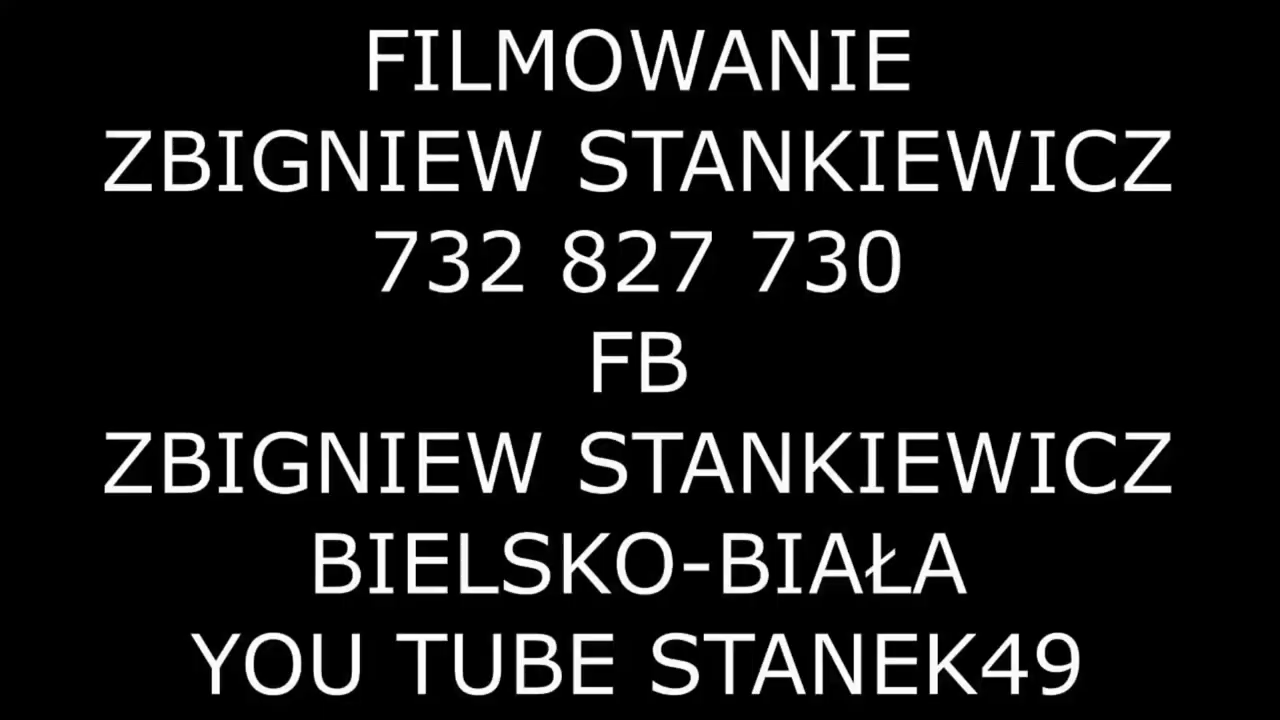 FILMOWANIE
ZBIGNIEW STANKIEWICZ
732 827 730
FB
ZBIGNIEW STANKIEWICZ
BIELSKO-BIAŁA
YOU TUBE STANEK49